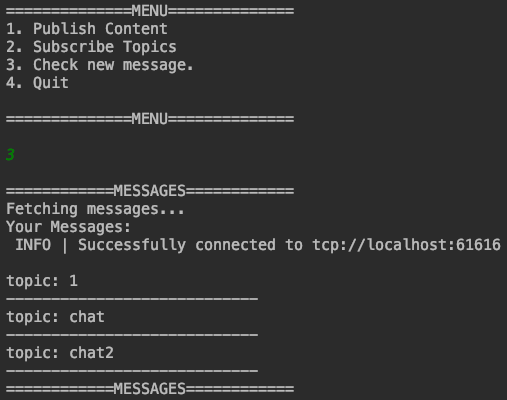 ==============MENU==============
1. Publish Content
2. Subscribe Topics
3. Check new message.
4. Quit
==============MENU==============
3
============MESSAGES============
Fetching messages...
Your Messages:
 INFO | Successfully connected to tcp://localhost:61616
topic: 1
----------------------------
topic: chat
----------------------------
topic: chat2
----------------------------
============MESSAGES============